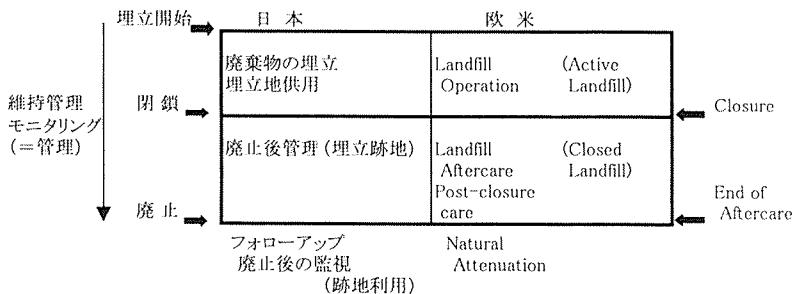 埋立開始
日 本
欧 米
廃棄物の埋立
埋立地供用
Landfill
Operation
(Active
Landfill)
維持管理
モニタリング
(=管理)
閉 鎖
Closure
廃止後管理 (埋立跡地)
Landfill
Aftercare
Post-closure
care
(Closed
Landfill)
廃 止
End of
Aftercare
フォローアップ
廃止後の監視
(跡地利用)
Natural
Attenuation